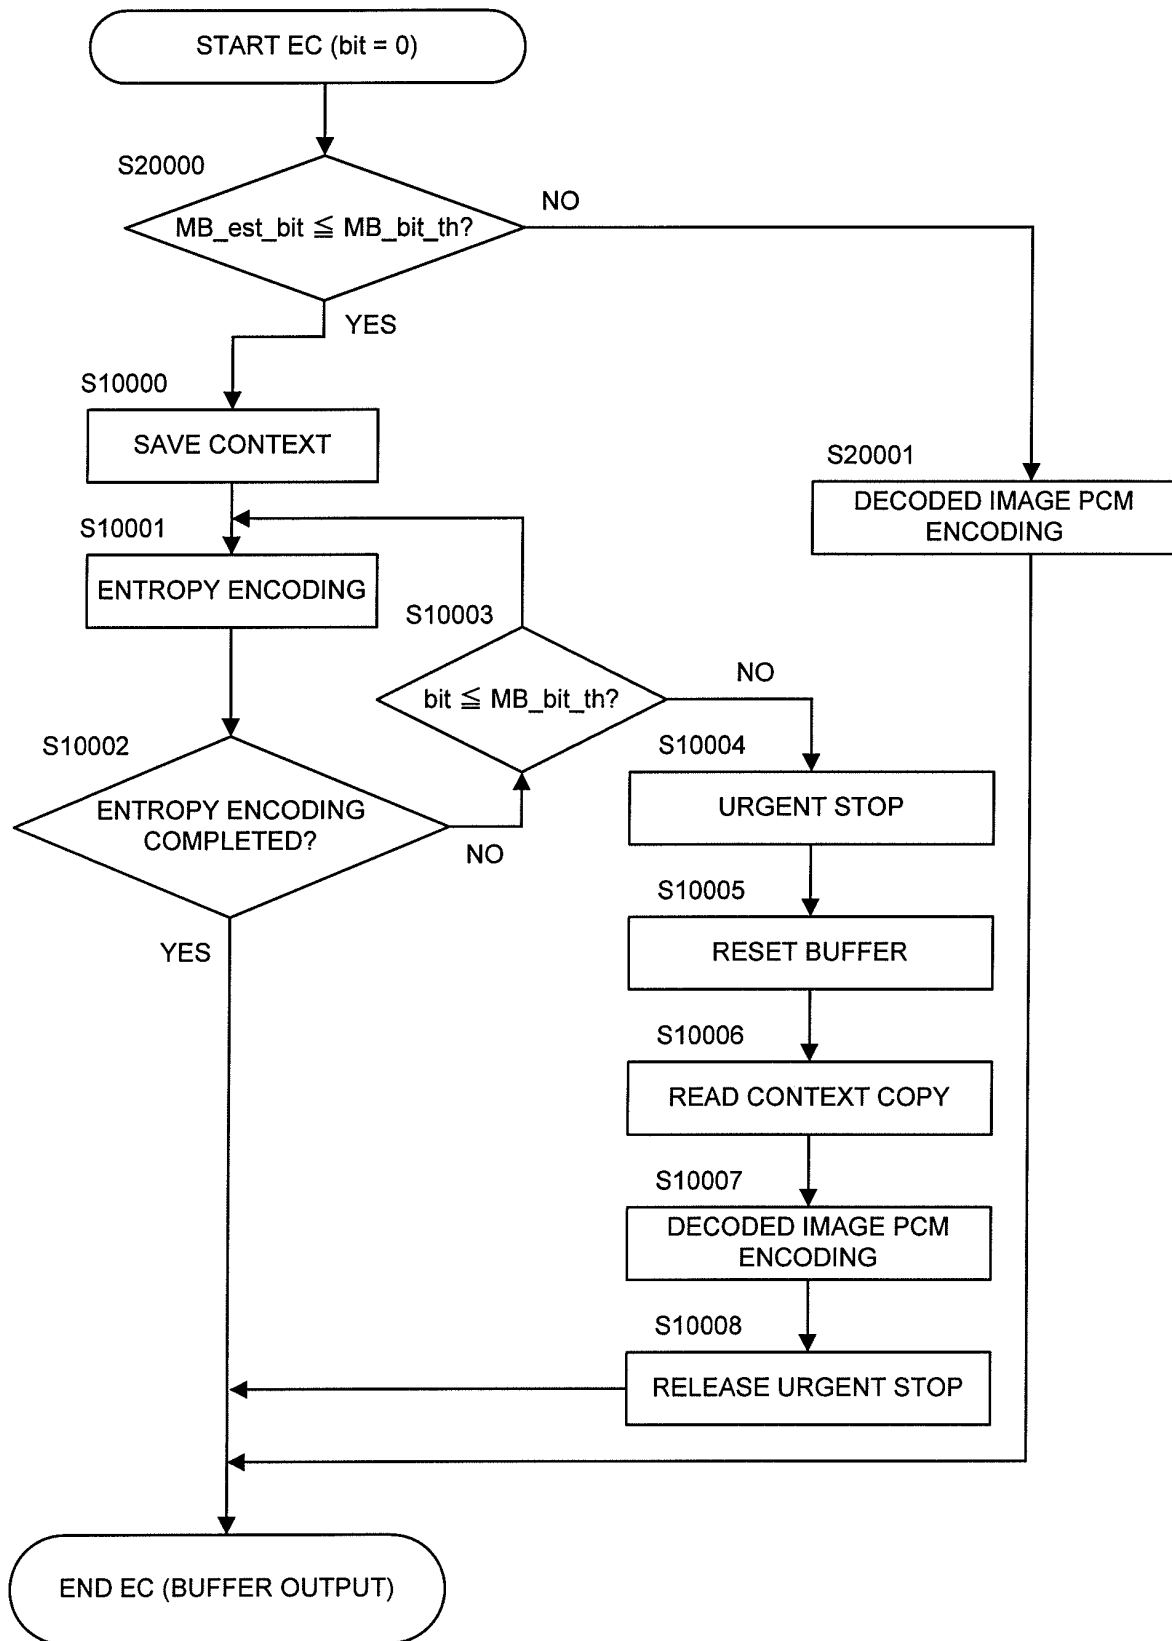 START EC (bit = 0)
S20000
MB_est_bit ≦ MB_bit_th?
NO
YES
S10000
SAVE CONTEXT
S20001
DECODED IMAGE PCM
ENCODING
S10001
ENTROPY ENCODING
S10003
bit ≦ MB_bit_th?
NO
S10002
ENTROPY ENCODING
COMPLETED?
NO
YES
S10004
URGENT STOP
S10005
RESET BUFFER
S10006
READ CONTEXT COPY
S10007
DECODED IMAGE PCM
ENCODING
S10008
RELEASE URGENT STOP
END EC (BUFFER OUTPUT)